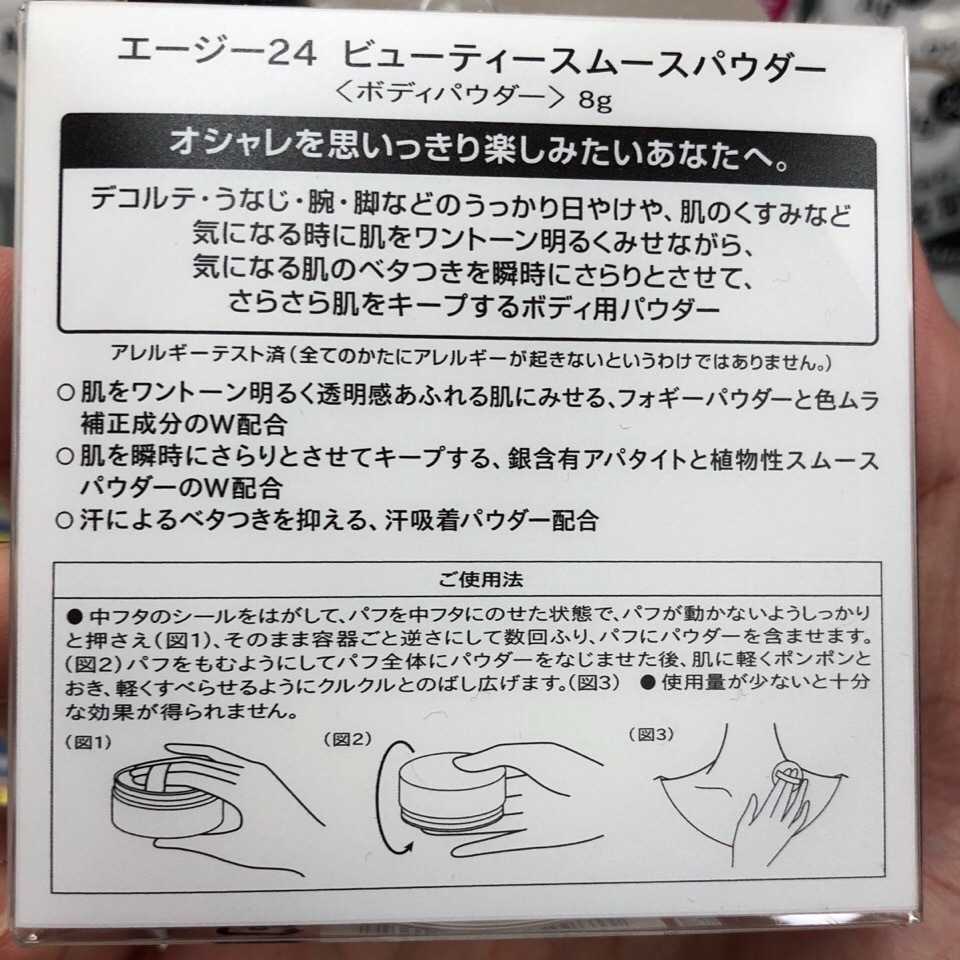 エージー24 ビューティースムースパウダー
〈ボディパウダー〉 8g
オシャレを思いっきり楽しみたいあなたへ。
デコルテ・うなじ・腕・脚などのうっかり日やけや、肌のくすみなど
気になる時に肌をワントーン明るくみせながら、
気になる肌のベタつきを瞬時にさらりとさせて、
さらさら肌をキープするボディ用パウダー
アレルギーテスト済(全てのかたにアレルギーが起きないというわけではありません。)
○肌をワントーン明るく透明感あふれる肌にみせる、フォギーパウダーと色ムラ
補正成分のW配合
○肌を瞬時にさらりとさせてキープする、銀含有アパタイトと植物性スムース
パウダーのW配合
○汗によるベタつきを抑える、汗吸着パウダー配合
ご使用法
●中フタのシールをはがして、パフを中フタにのせた状態で、パフが動かないようしっかり
と押さえ(図1)、そのまま容器ごと逆さにして数回ふり、パフにパウダーを含ませます。
(図2)パフをもむようにしてパフ全体にパウダーをなじませた後、肌に軽くポンポンと
おき、軽くすべらせるようにクルクルとのばし広げます。(図3) ●使用量が少ないと十分
な効果が得られません。
(図1) (図2) (図3)